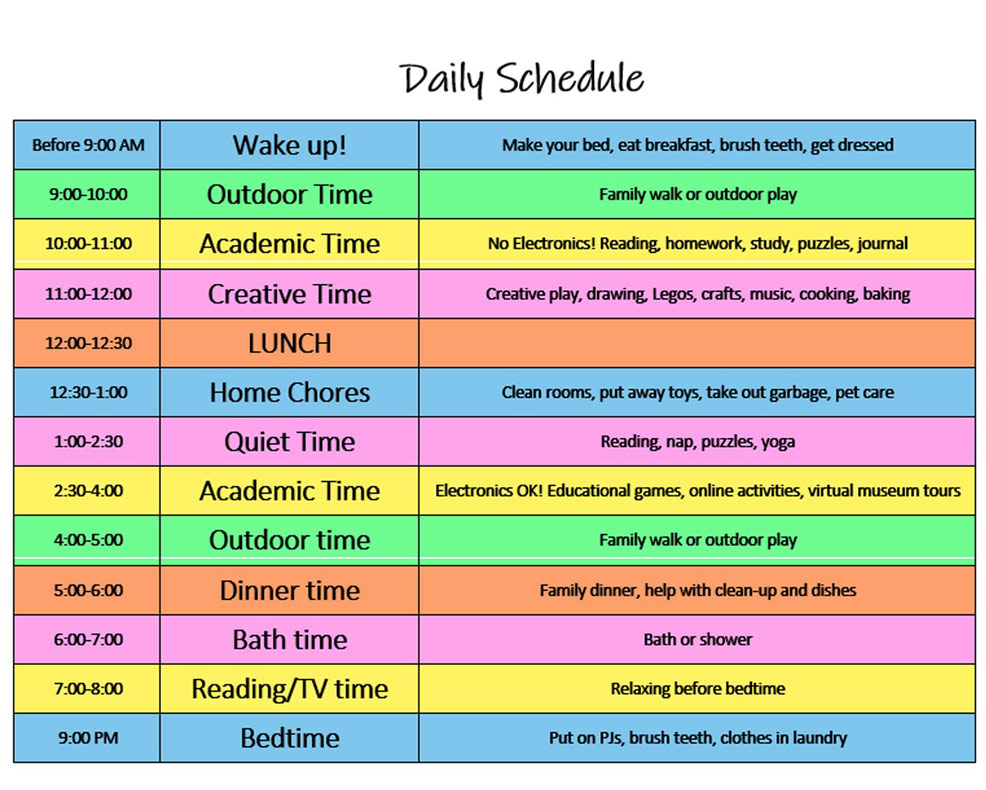 Daily Schedule
Before 9:00 AM Wake up! Make your bed, eat breakfast, brush teeth, get dressed
9:00-10:00 Outdoor Time Family walk or outdoor play
10:00-11:00 Academic Time No Electronics! Reading, homework, study, puzzles, journal
11:00-12:00 Creative Time Creative play, drawing, Legos, crafts, music, cooking, baking
12:00-12:30 LUNCH
12:30-1:00 Home Chores Clean rooms, put away toys, take out garbage, pet care
1:00-2:30 Quiet Time Reading, nap, puzzles, yoga
2:30-4:00 Academic Time Electronics OK! Educational games, online activities, virtual museum tours
4:00-5:00 Outdoor time Family walk or outdoor play
5:00-6:00 Dinner time Family dinner, help with clean-up and dishes
6:00-7:00 Bath time Bath or shower
7:00-8:00 Reading/TV time Relaxing before bedtime
9:00 PM Bedtime Put on PJs, brush teeth, clothes in laundry